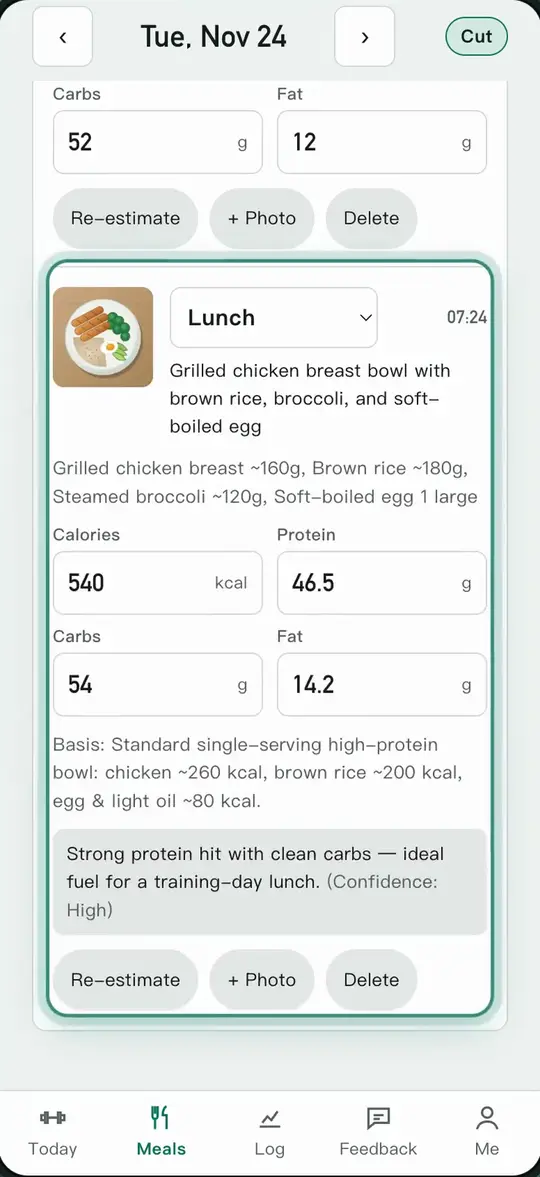 ‹
Tue, Nov 24
›
Cut
Carbs
Fat
52 g
12 g
Re-estimate
+ Photo
Delete
Lunch
07:24
Grilled chicken breast bowl with
brown rice, broccoli, and soft-
boiled egg
Grilled chicken breast ~160g, Brown rice ~180g,
Steamed broccoli ~120g, Soft-boiled egg 1 large
Calories
Protein
540 kcal
46.5 g
Carbs
Fat
54 g
14.2 g
Basis: Standard single-serving high-protein
bowl: chicken ~260 kcal, brown rice ~200 kcal,
egg & light oil ~80 kcal.
Strong protein hit with clean carbs — ideal
fuel for a training-day lunch. (Confidence:
High)
Re-estimate
+ Photo
Delete
Today
Meals
Log
Feedback
Me